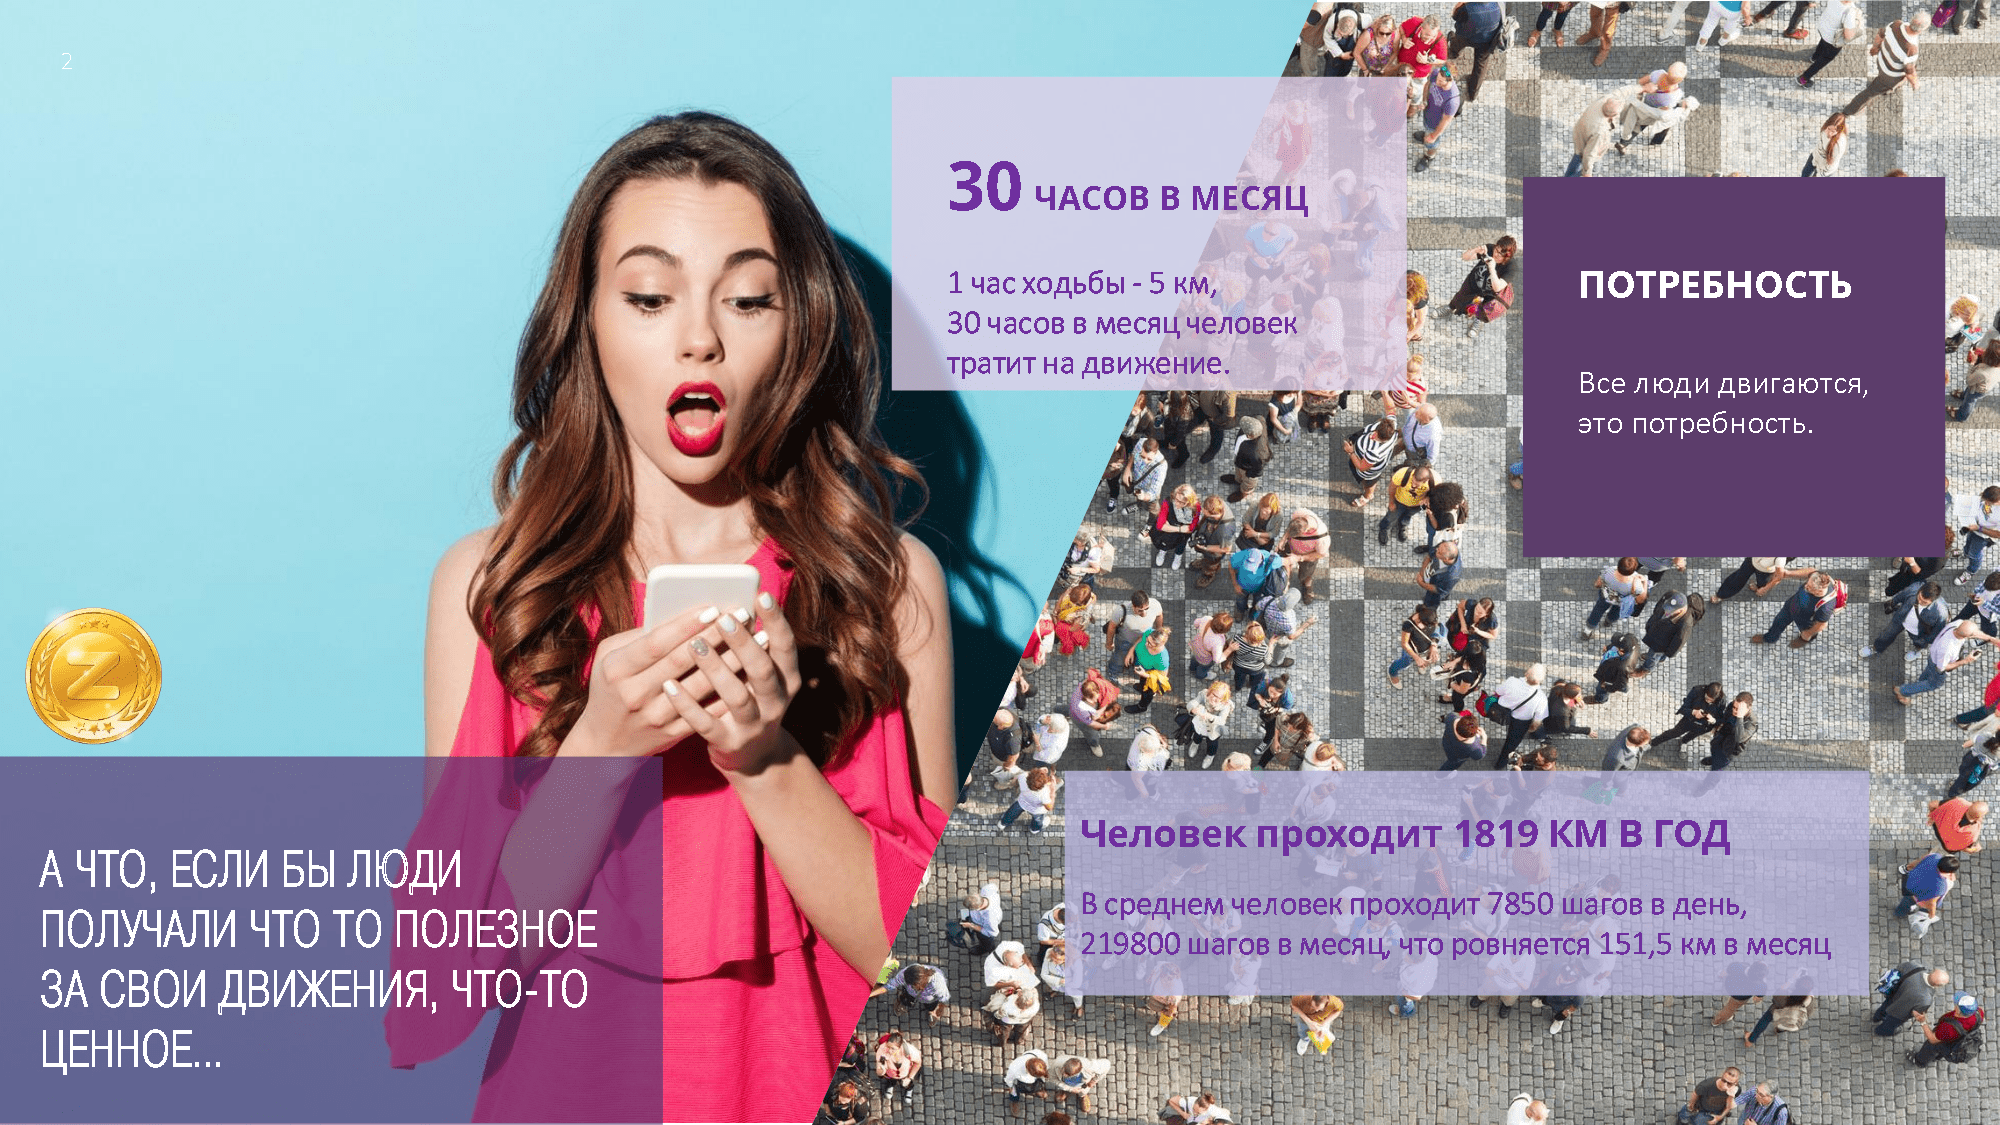 2
30 ЧАСОВ В МЕСЯЦ
1 час ходьбы - 5 км,
30 часов в месяц человек
тратит на движение.
ПОТРЕБНОСТЬ
Все люди двигаются,
это потребность.
Z
А ЧТО, ЕСЛИ БЫ ЛЮДИ
ПОЛУЧАЛИ ЧТО ТО ПОЛЕЗНОЕ
ЗА СВОИ ДВИЖЕНИЯ, ЧТО-ТО
ЦЕННОЕ...
Человек проходит 1819 КМ В ГОД
В среднем человек проходит 7850 шагов в день,
219800 шагов в месяц, что ровняется 151,5 км в месяц